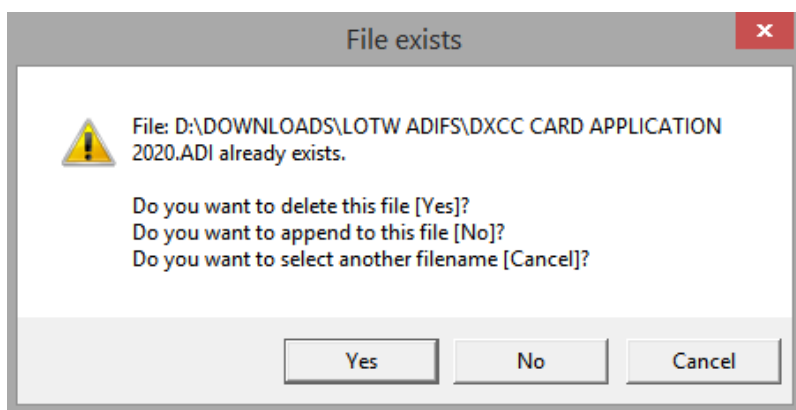 File exists
x
File: D:\DOWNLOADS\LOTW ADIFS\DXCC CARD APPLICATION
2020.ADI already exists.
Do you want to delete this file [Yes]?
Do you want to append to this file [No]?
Do you want to select another filename [Cancel]?
Yes
No
Cancel